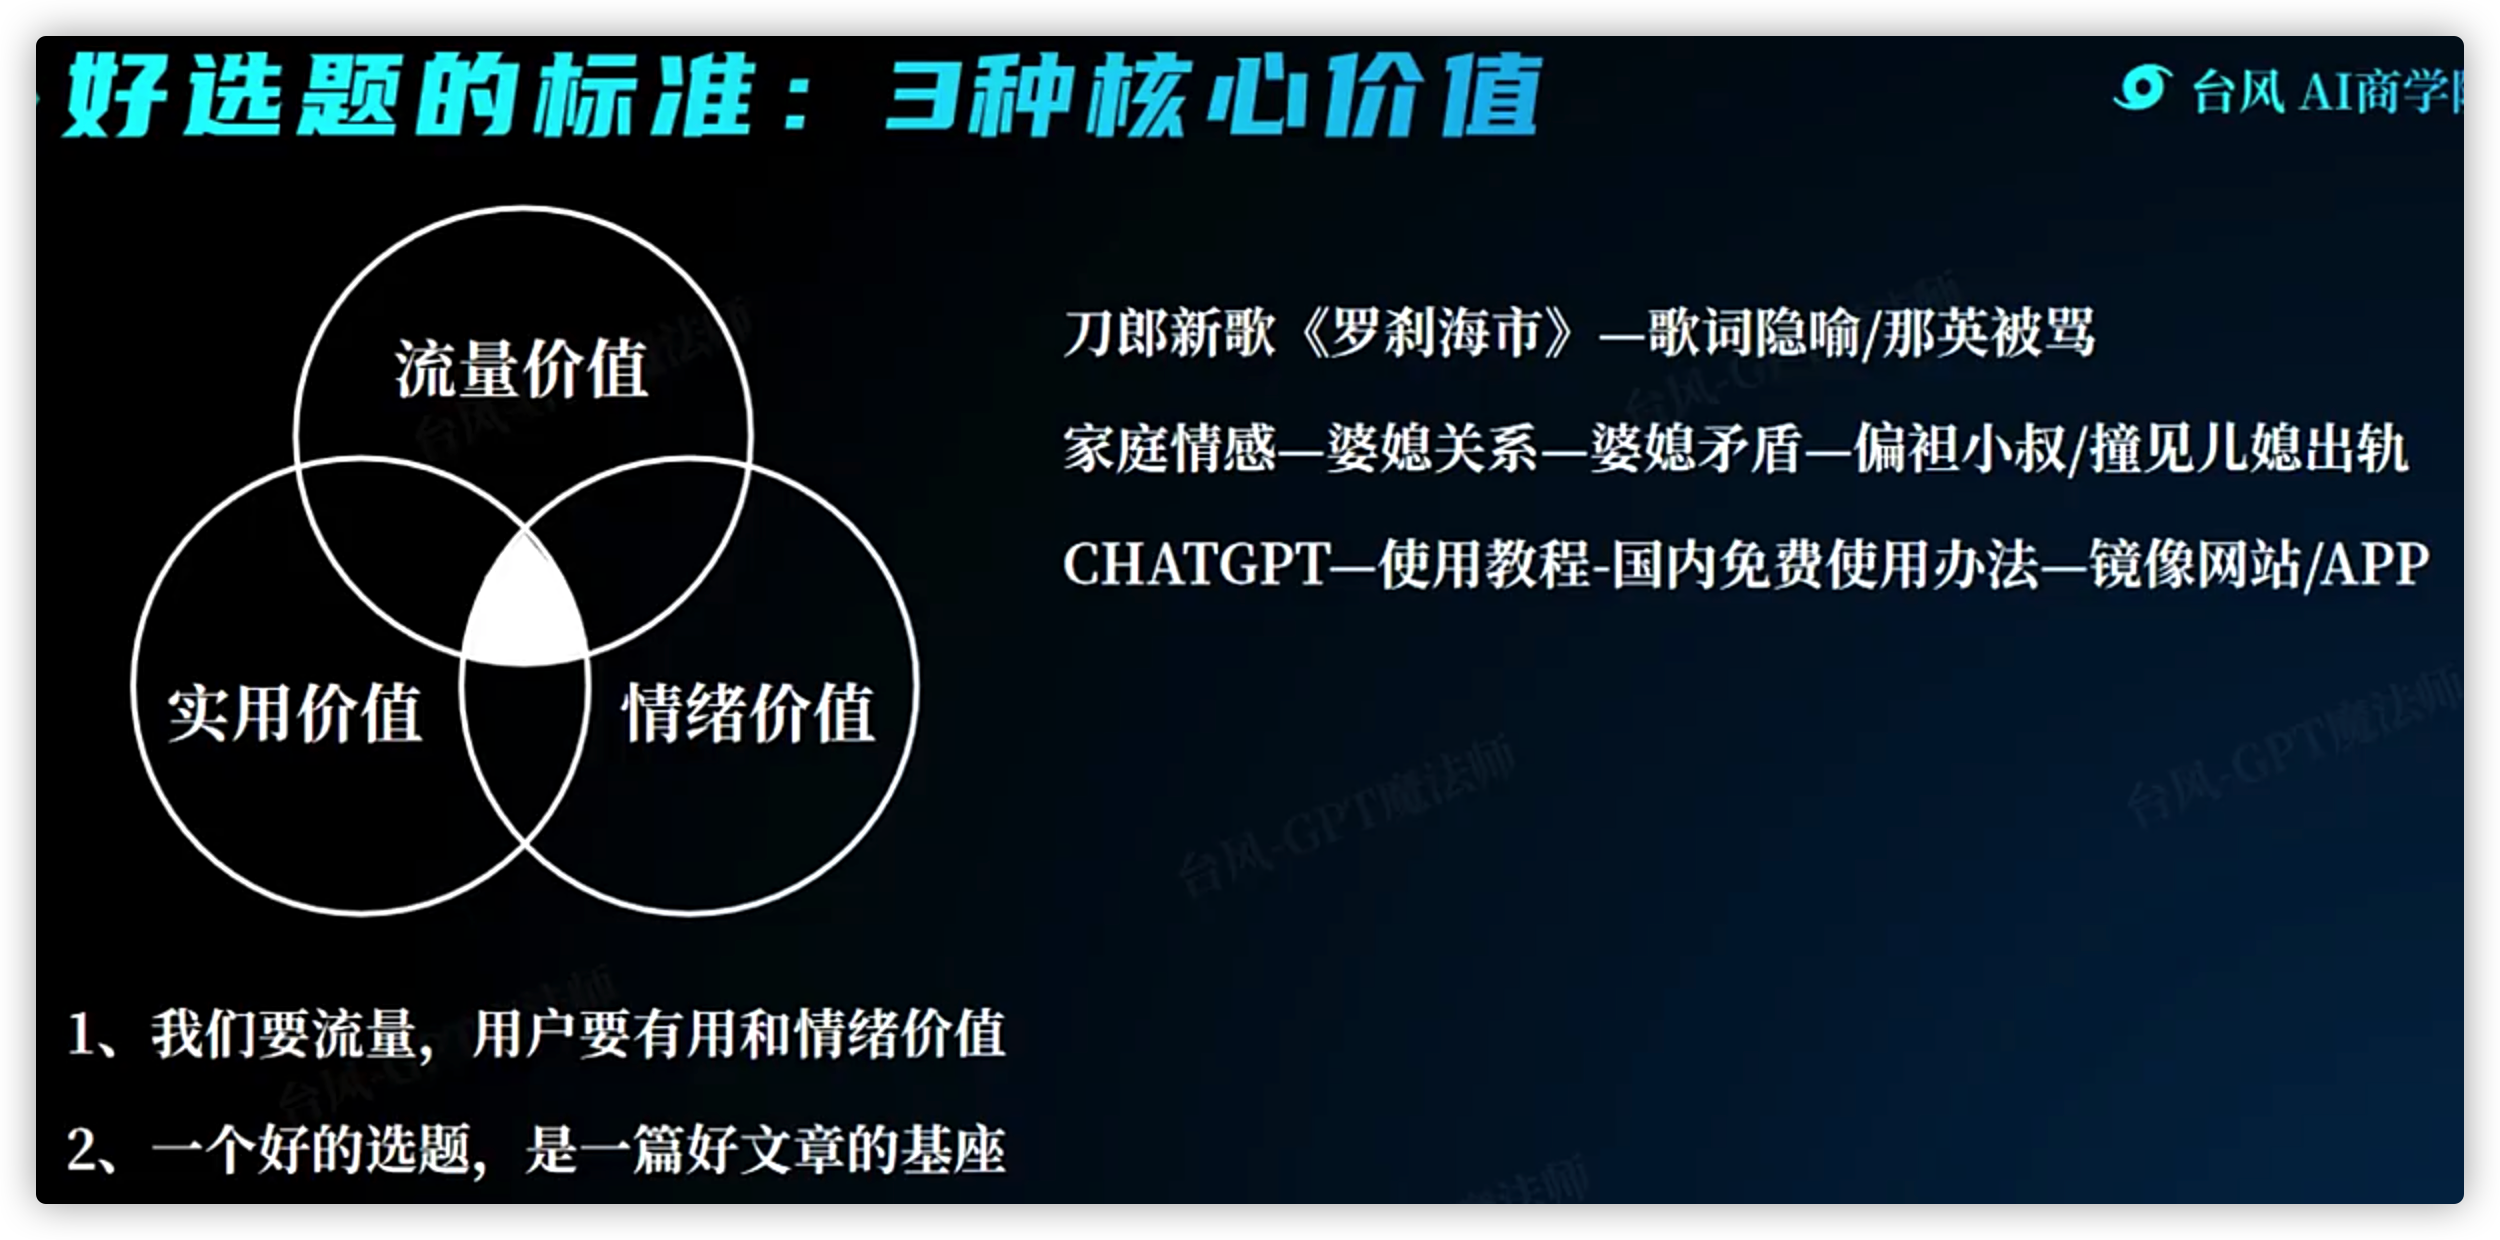 好选题的标准：3种核心价值
台风 AI商学
流量价值
实用价值
情绪价值
刀郎新歌《罗刹海市》—歌词隐喻/那英被骂
家庭情感—婆媳关系—婆媳矛盾—偏袒小叔/撞见儿媳出轨
CHATGPT—使用教程-国内免费使用办法—镜像网站/APP
1、我们要流量，用户要有用和情绪价值
2、一个好的选题，是一篇好文章的基座
台风-GPT魔法师
台风-GPT魔法师